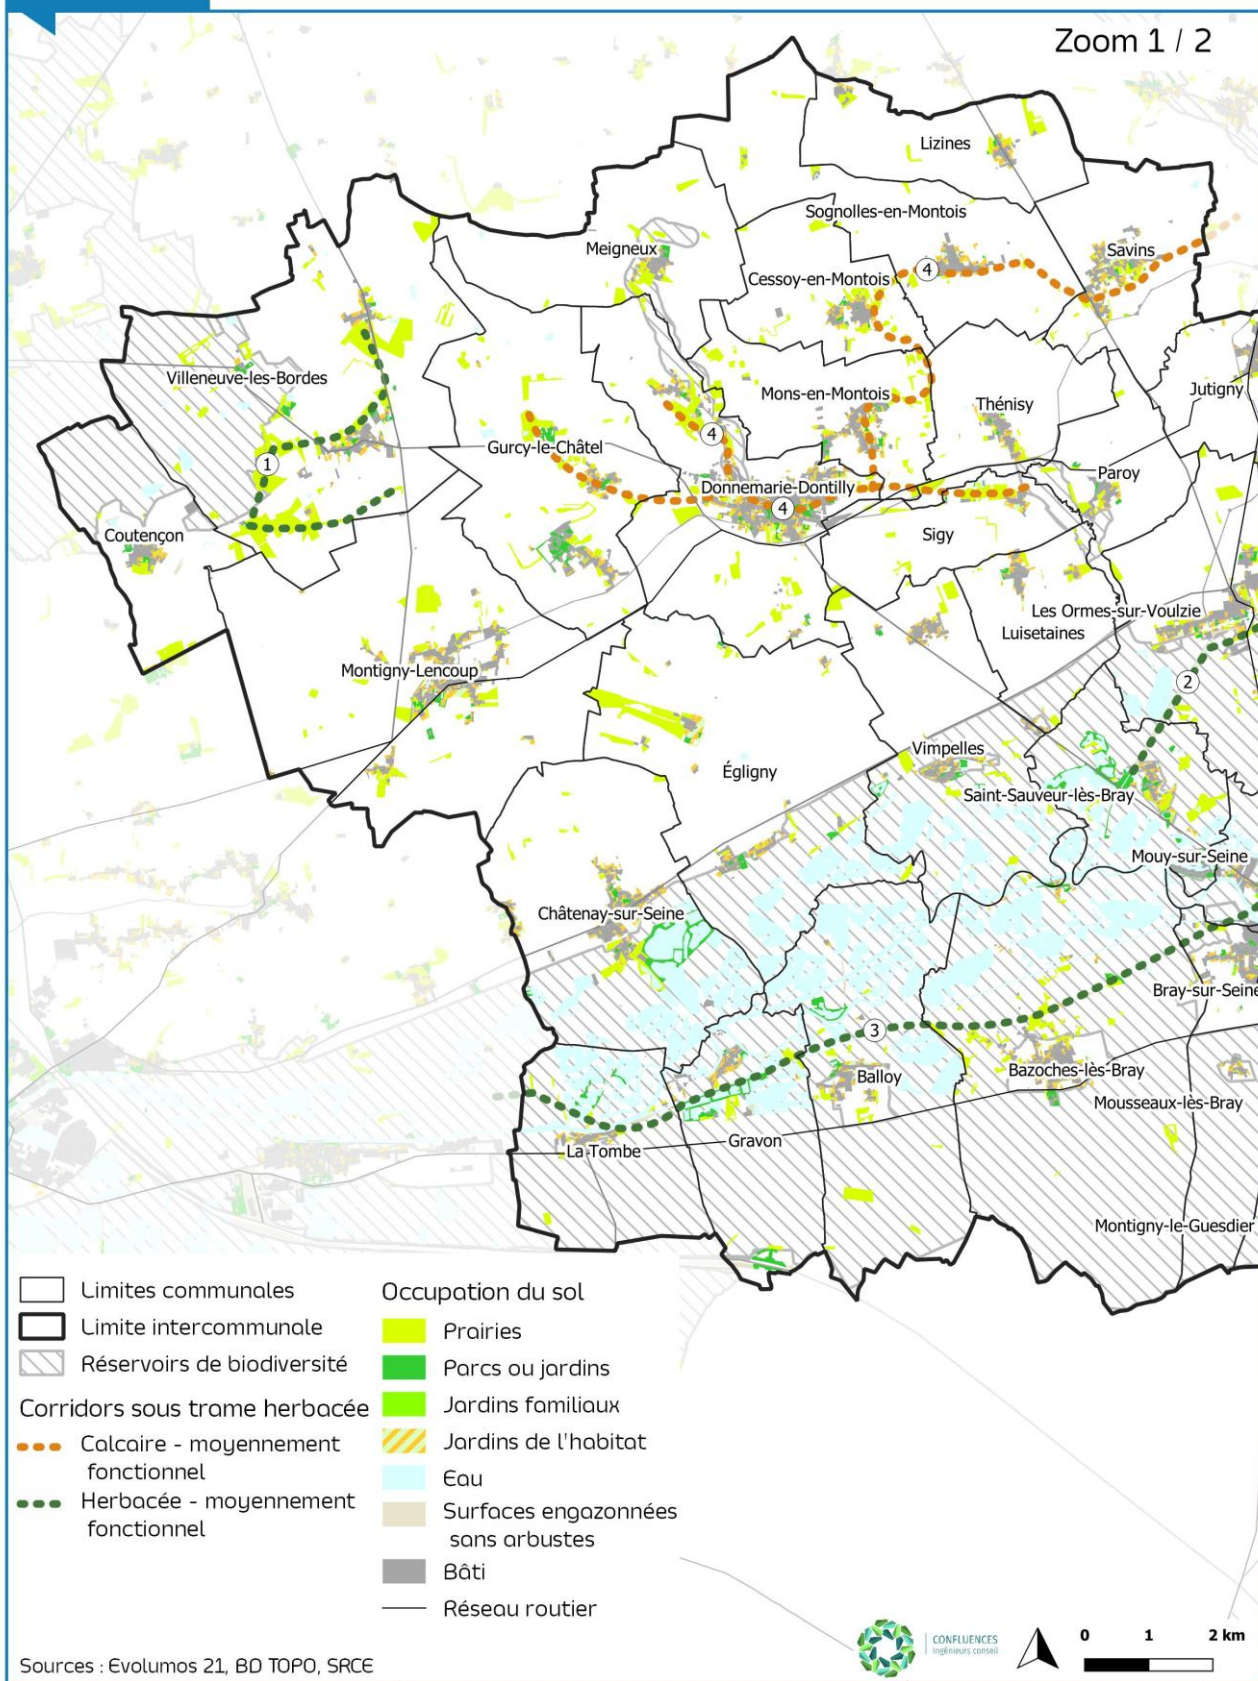 Zoom 1 / 2
Lizines
Sognolles-en-Montois
Meigneux
Savins
Cessoy-en-Montois
4
Villeneuve-les-Bordes
Mons-en-Montois
Jutigny
Thénisy
4
Gurcy-le-Châtel
1
Paroy
Donnemarie-Dontilly
4
Coutençon
Sigy
Les Ormes-sur-Voulzie
Luisetaines
Montigny-Lencoup
2
Vimpelles
Égligny
Saint-Sauveur-lès-Bray
Mouy-sur-Seine
Châtenay-sur-Seine
Bray-sur-Seine
3
Bazoches-lès-Bray
Balloy
Mousseaux-lès-Bray
Gravon
La Tombe
Montigny-le-Guesdier
Limites communales
Limite intercommunale
Réservoirs de biodiversité
Corridors sous trame herbacée
Calcaire - moyennement
fonctionnel
Herbacée - moyennement
fonctionnel
Occupation du sol
Prairies
Parcs ou jardins
Jardins familiaux
Jardins de l'habitat
Eau
Surfaces engazonnées
sans arbustes
Bâti
Réseau routier
CONFLUENCES
Ingénieurs conseil
0 1 2 km
Sources : Evolumos 21, BD TOPO, SRCE